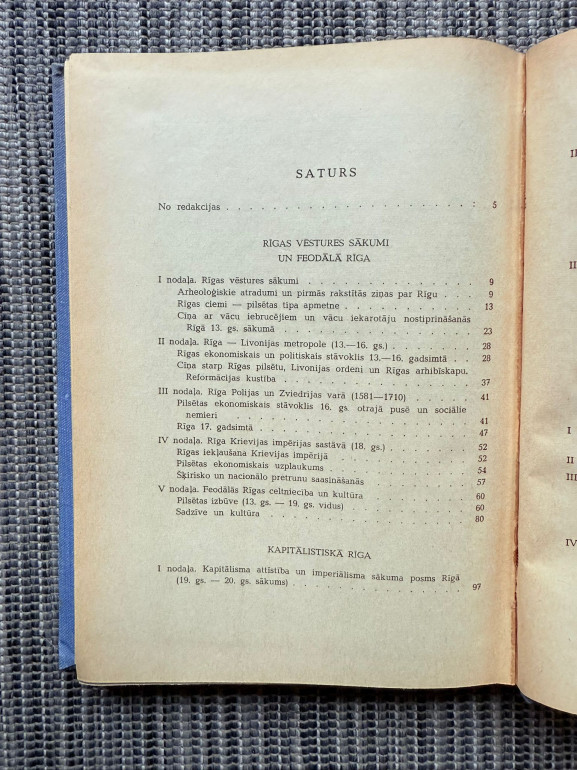 SATURS
No redakcijas . . . . . . . . . . . . . . . . . . . . . : 5
RĪGAS VĒSTURES SĀKUMI
UN FEODĀLĀ RĪGA
I nodaļa. Rīgas vēstures sākumi . . . . . . . . . . . . . 9
Arheoloģiskie atradumi un pirmās rakstītās ziņas par Rīgu . . . 9
Rīgas ciemi — pilsētas tipa apmetne . . . . . . . . . . 13
Cīņa ar vācu iebrucējiem un vācu iekarotāju nostiprināšanās
Rīgā 13. gs. sākumā . . . . . . . . . . . . . . . 23
II nodaļa. Rīga — Livonijas metropole (13.—16. gs.) . . . . . . 28
Rīgas ekonomiskais un politiskais stāvoklis 13.—16. gadsimtā . . 28
Cīņa starp Rīgas pilsētu, Livonijas ordeni un Rīgas arhibīskapu.
Reformācijas kustība . . . . . . . . . . . . . . . 37
III nodaļa. Rīga Polijas un Zviedrijas varā (1581—1710) . . . . . 41
Pilsētas ekonomiskais stāvoklis 16. gs. otrajā pusē un sociālie
nemieri . . . . . . . . . . . . . . . . . . . 41
Rīga 17. gadsimtā . . . . . . . . . . . . . . . . 47
IV nodaļa. Rīga Krievijas impērijas sastāvā (18. gs.) . . . . . . 52
Rīgas iekļaušana Krievijas impērijā . . . . . . . . . . 52
Pilsētas ekonomiskais uzplaukums . . . . . . . . . . . 54
Šķirisko un nacionālo pretrunu saasināšanās . . . . . . . 57
V nodaļa. Feodālās Rīgas celtniecība un kultūra . . . . . . . . 60
Pilsētas izbūve (13. gs. — 19. gs. vidus) . . . . . . . . 60
Sadzīve un kultūra . . . . . . . . . . . . . . . . 80
KAPITĀLISTISKĀ RĪGA
I nodaļa. Kapitālisma attīstība un imperiālisma sākuma posms Rīgā
(19. gs. — 20. gs. sākums) . . . . . . . . . . . . . 97
II
I
II
III
IV